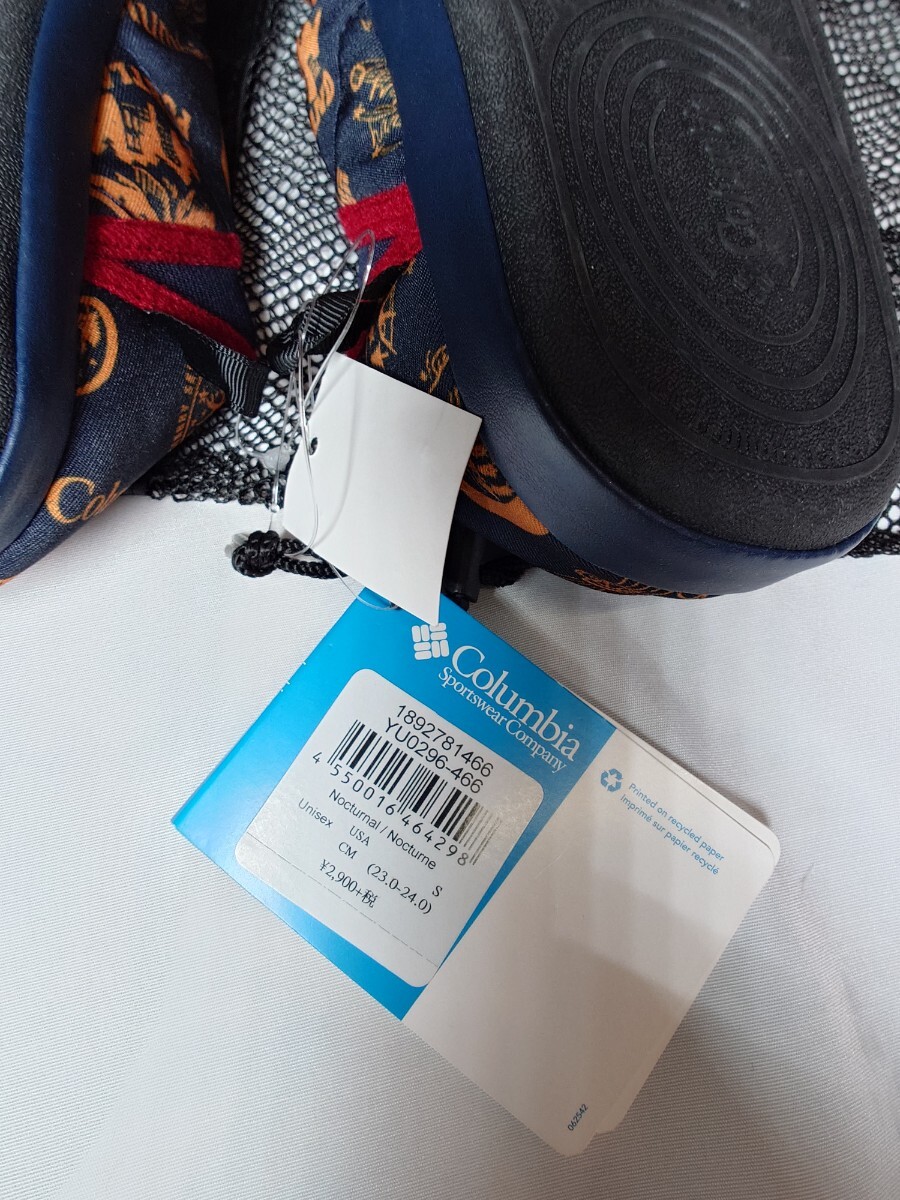 Columbia
Sportswear Company
1892781466
YU0296-466
4 550016 464298
Nocturnal / Nocturne
Unisex USA S
CM (23.0-24.0)
¥2,900+税
Printed on recycled paper
Imprimé sur papier recyclé
062542